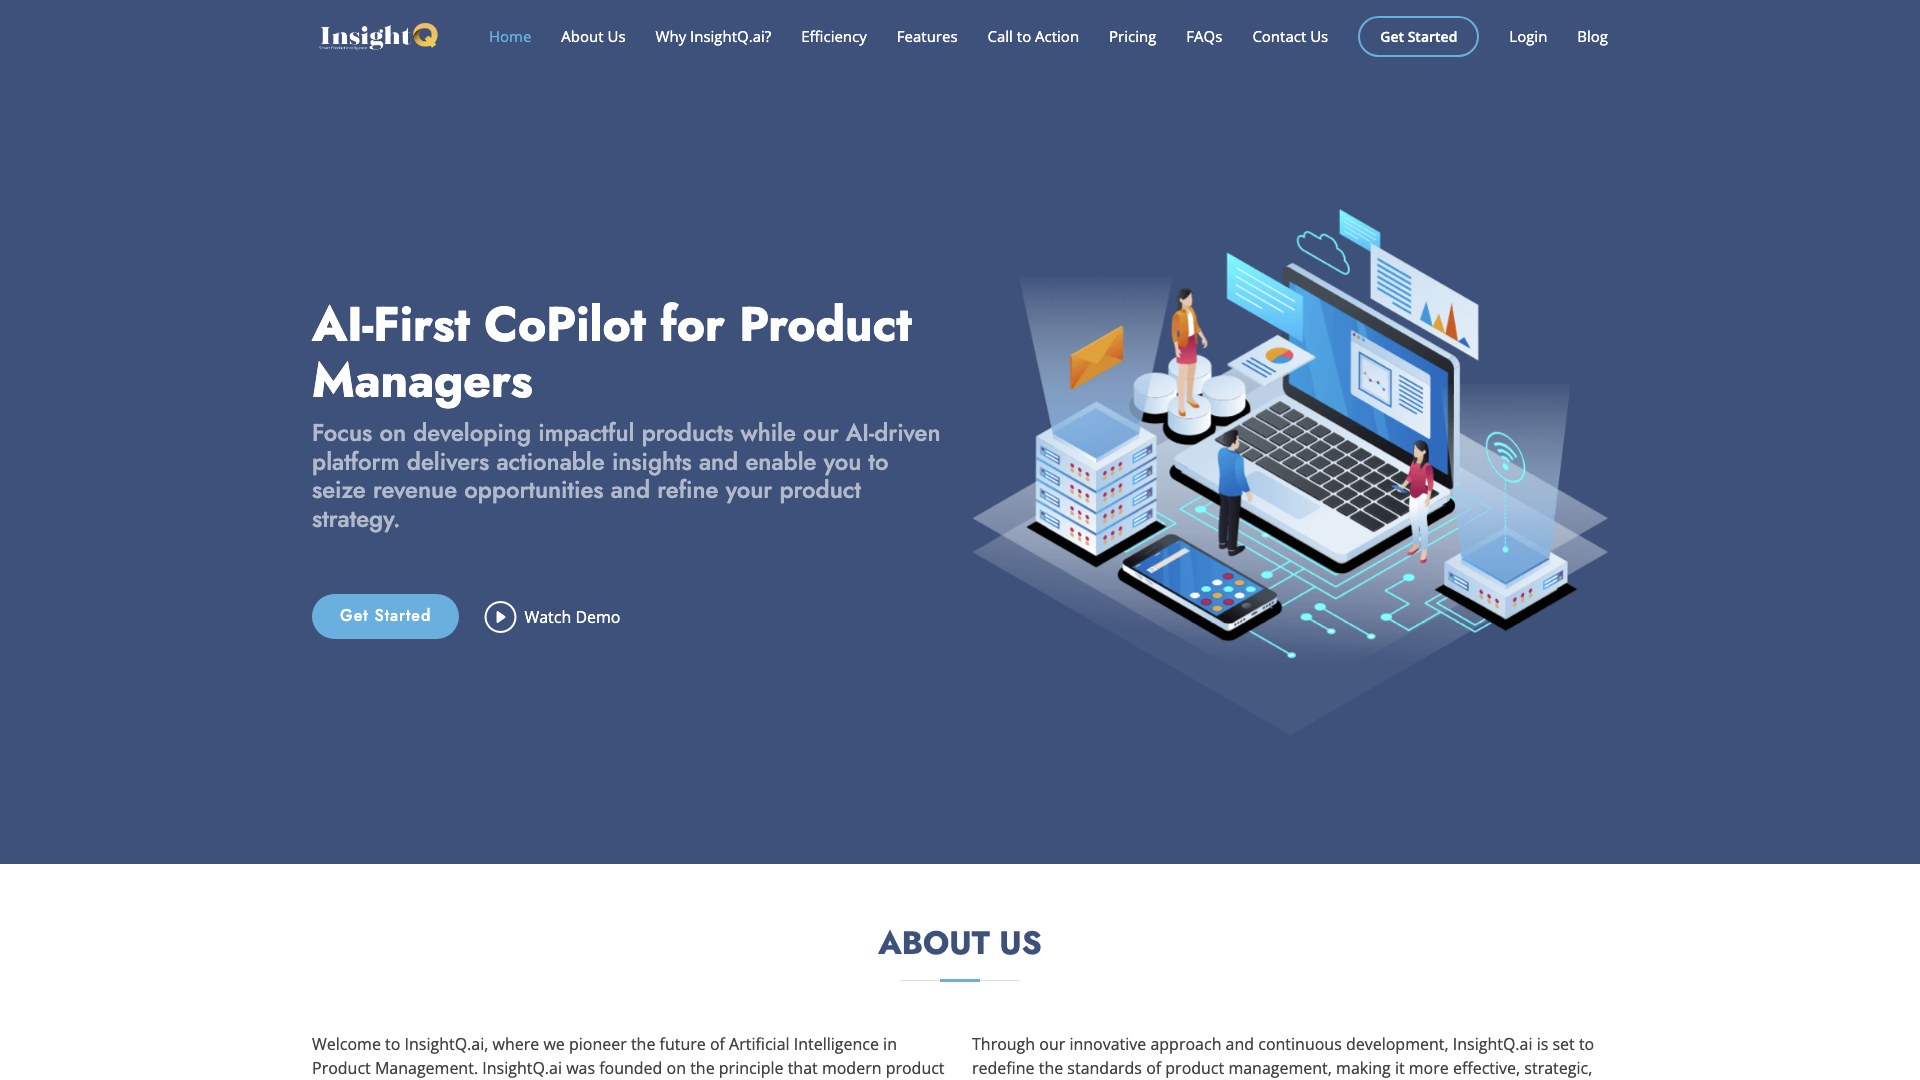 InsightQ
Home
About Us
Why InsightQ.ai?
Efficiency
Features
Call to Action
Pricing
FAQs
Contact Us
Get Started
Login
Blog
AI-First CoPilot for Product
Managers
Focus on developing impactful products while our AI-driven
platform delivers actionable insights and enable you to
seize revenue opportunities and refine your product
strategy.
Get Started
Watch Demo
ABOUT US
Welcome to InsightQ.ai, where we pioneer the future of Artificial Intelligence in
Product Management. InsightQ.ai was founded on the principle that modern product
Through our innovative approach and continuous development, InsightQ.ai is set to
redefine the standards of product management, making it more effective, strategic,